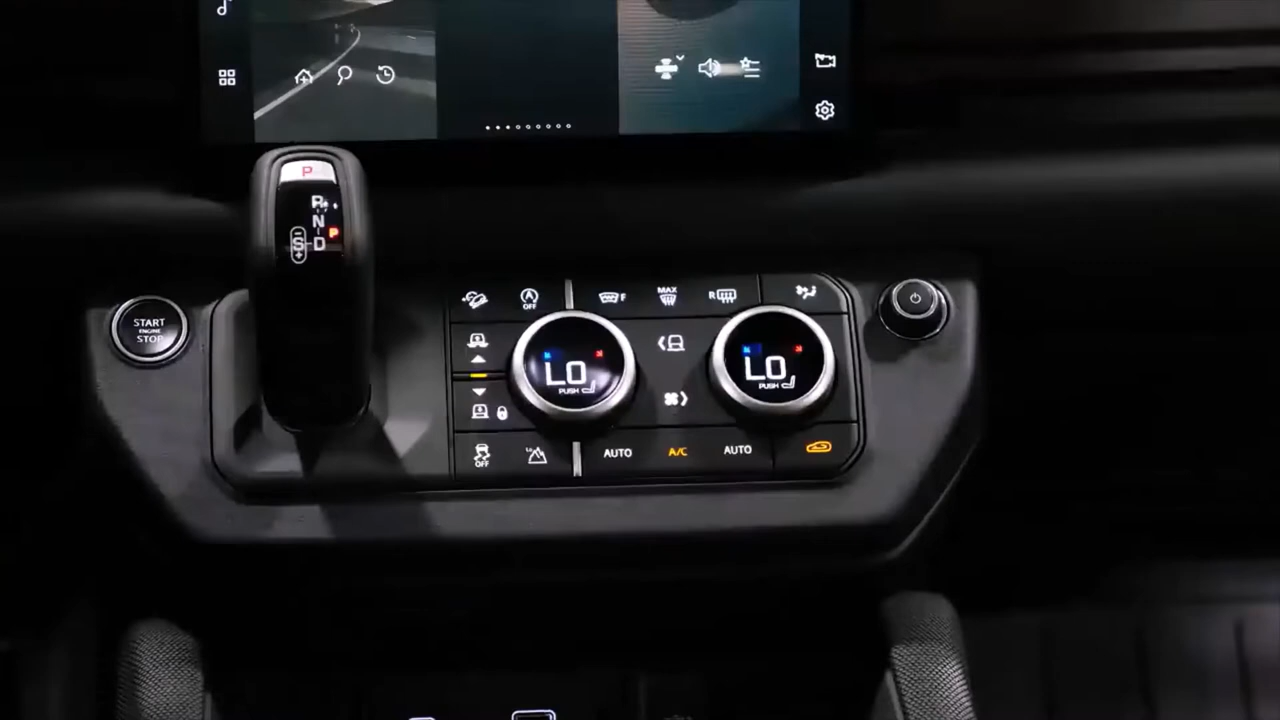 P
R
N
P
S D
START
ENGINE
STOP
OFF
F
MAX
R
LO
PUSH
LO
PUSH
OFF
AUTO
A/C
AUTO